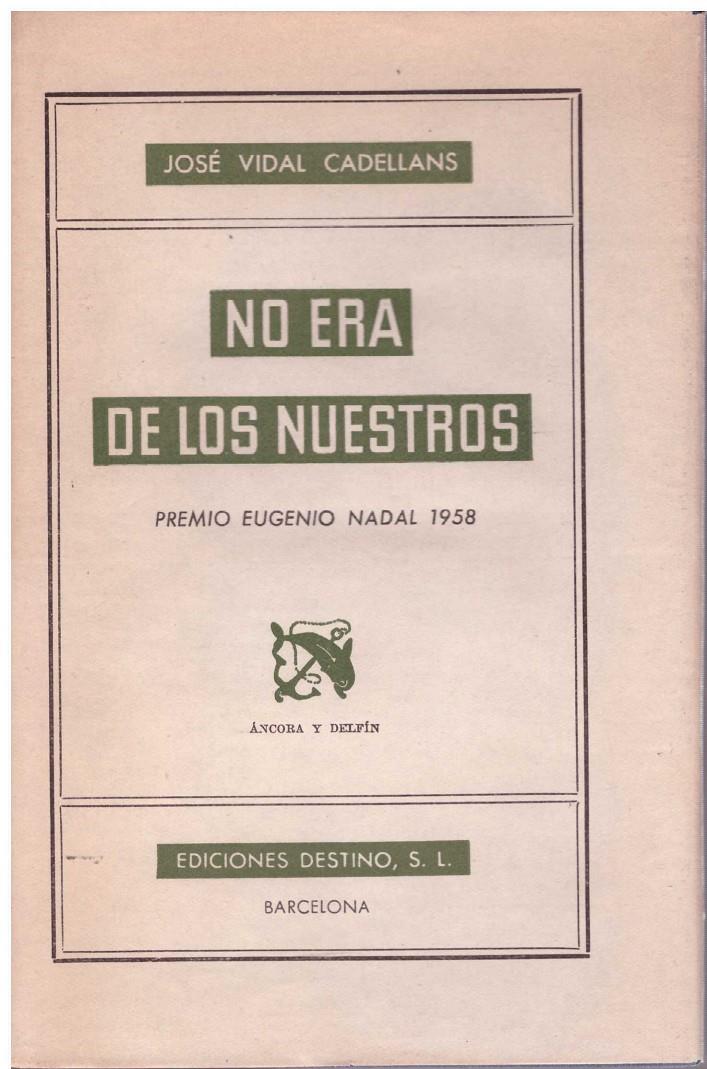 JOSÉ VIDAL CADELLANS
NO ERA
DE LOS NUESTROS
PREMIO EUGENIO NADAL 1958
ÁNCORA Y DELFÍN
EDICIONES DESTINO, S. L.
BARCELONA